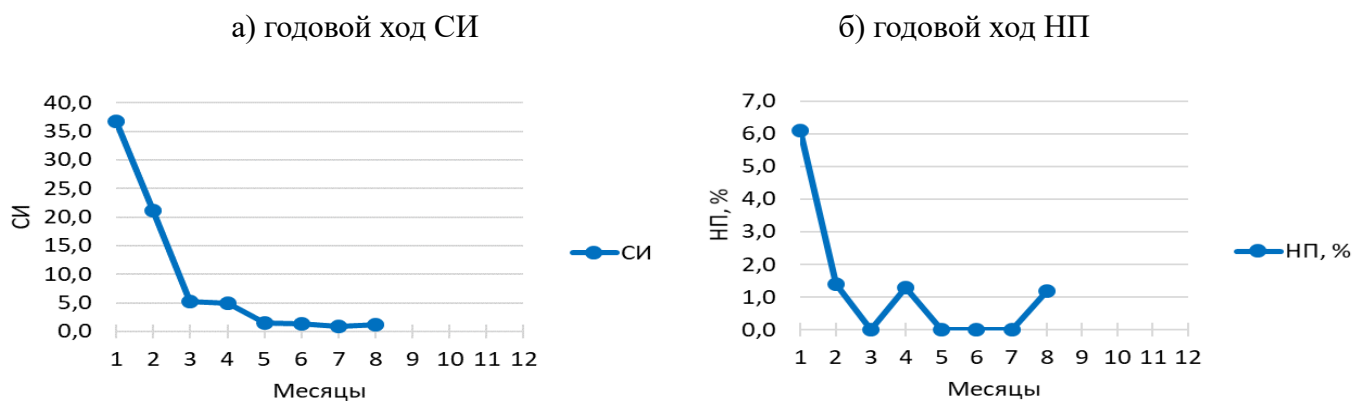 а) годовой ход СИ
40,0
35,0
30,0
25,0
20,0
15,0
10,0
5,0
0,0
СИ
1 2 3 4 5 6 7 8 9 10 11 12
Месяцы
СИ
б) годовой ход НП
7,0
6,0
5,0
4,0
3,0
2,0
1,0
0,0
НП, %
1 2 3 4 5 6 7 8 9 10 11 12
Месяцы
НП, %